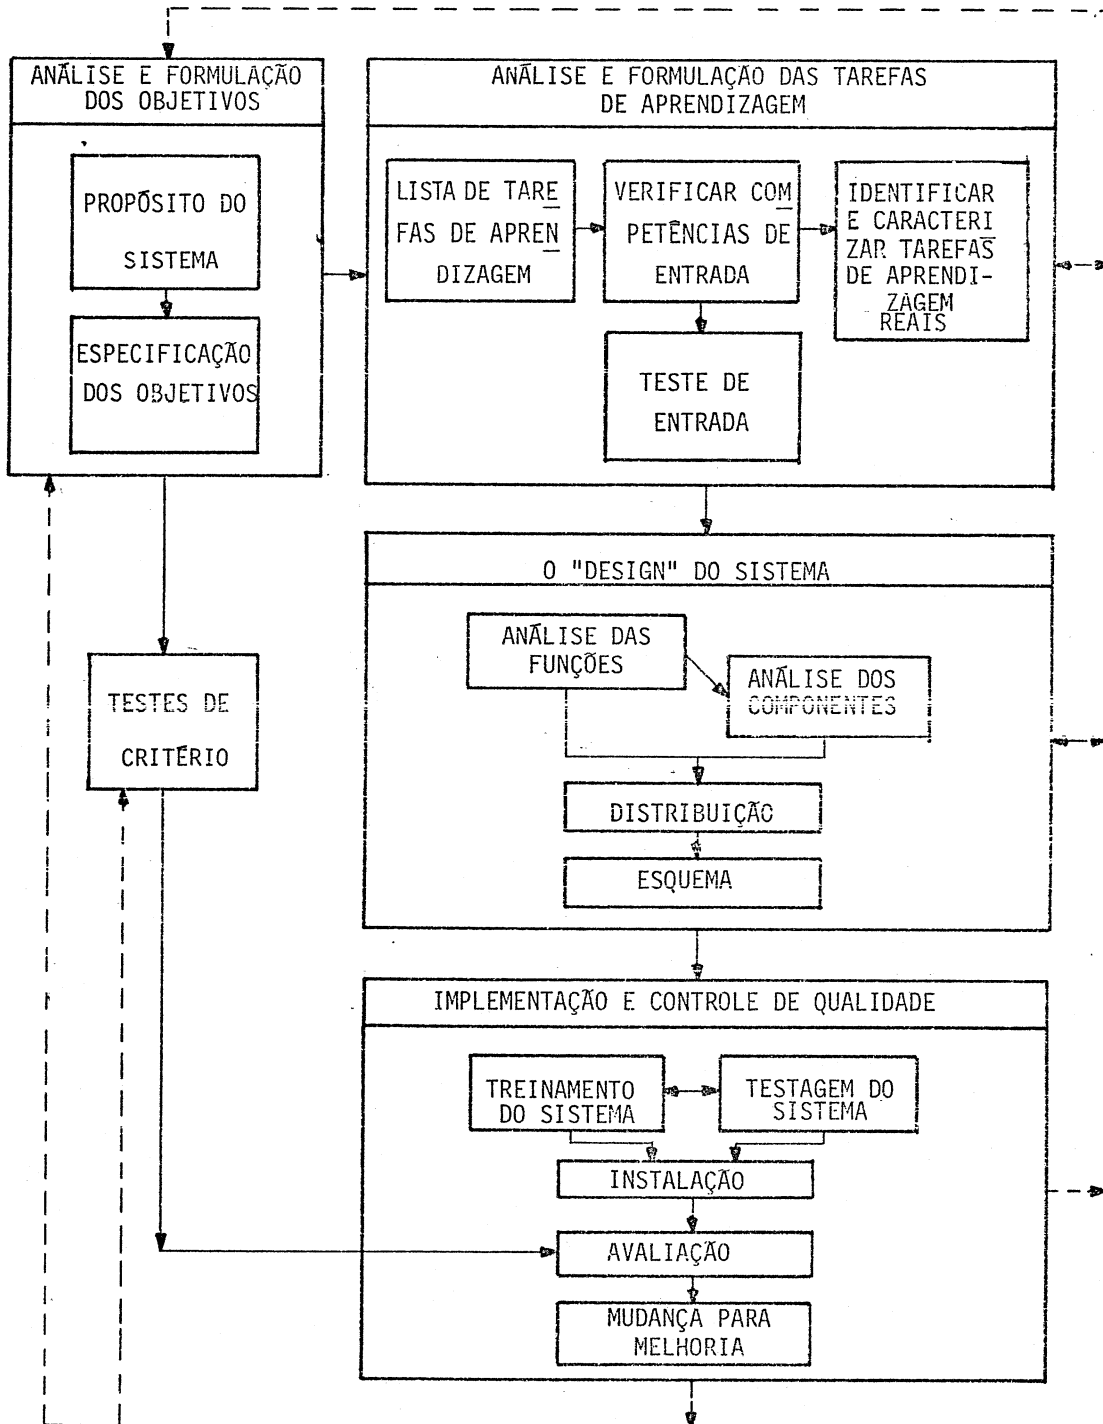 ANÁLISE E FORMULAÇÃO
DOS OBJETIVOS
PROPÓSITO DO
SISTEMA
ESPECIFICAÇÃO
DOS OBJETIVOS
ANÁLISE E FORMULAÇÃO DAS TAREFAS
DE APRENDIZAGEM
LISTA DE TARE
FAS DE APREN
DIZAGEM
VERIFICAR COM
PETÊNCIAS DE
ENTRADA
IDENTIFICAR
E CARACTERI
ZAR TAREFAS
DE APRENDI-
ZAGEM
REAIS
TESTE DE
ENTRADA
O "DESIGN" DO SISTEMA
ANÁLISE DAS
FUNÇÕES
ANÁLISE DOS
COMPONENTES
DISTRIBUIÇÃO
ESQUEMA
TESTES DE
CRITÉRIO
IMPLEMENTAÇÃO E CONTROLE DE QUALIDADE
TREINAMENTO
DO SISTEMA
TESTAGEM DO
SISTEMA
INSTALAÇÃO
AVALIAÇÃO
MUDANÇA PARA
MELHORIA